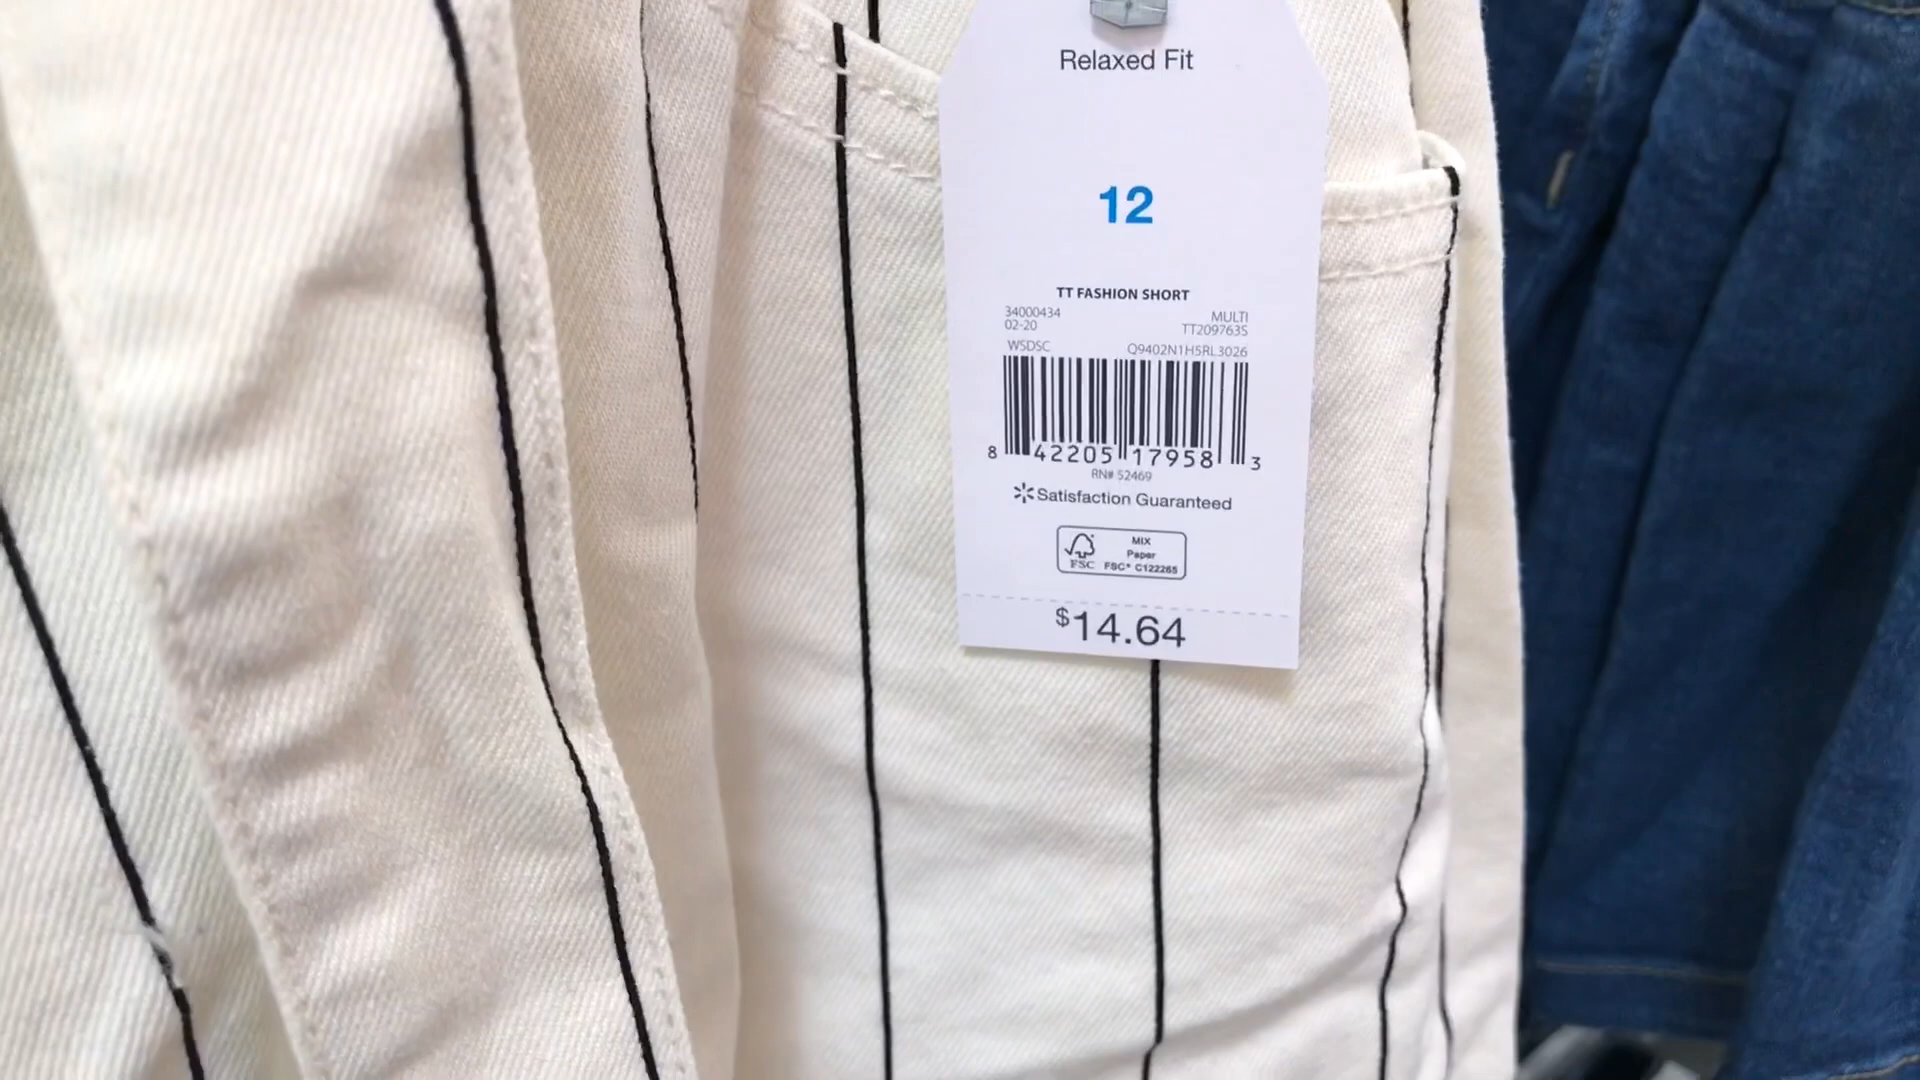 Relaxed Fit
12
TT FASHION SHORT
34000434 MULTI
02-20 TT209763S
WSDSC Q9402N1H5RL3026
8 42205 17958 3
RN# 52469
Satisfaction Guaranteed
FSC
MIX
Paper
FSC® C122265
$14.64